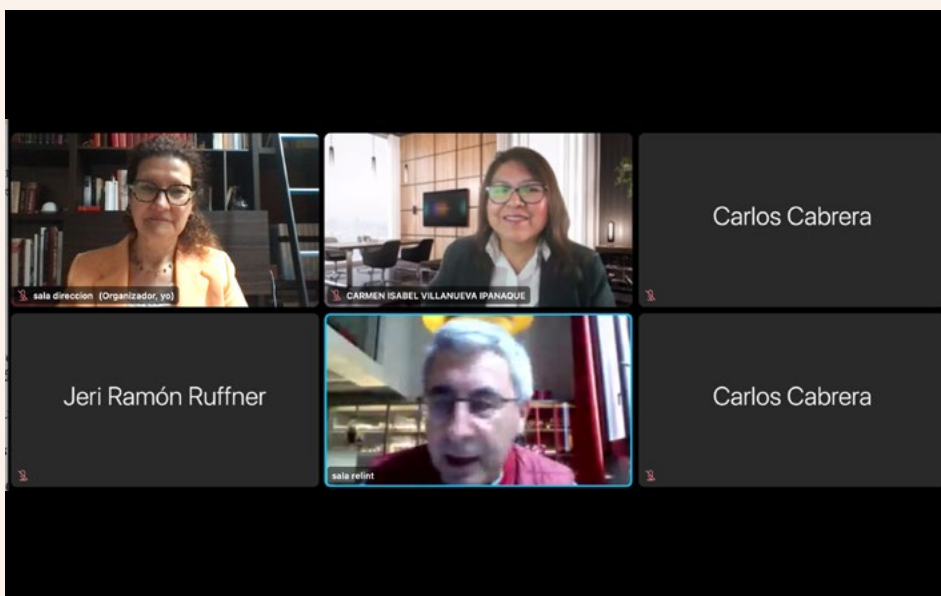 sala direccion (Organizador, yo)
CARMEN ISABEL VILLANUEVA IPANAQUE
Carlos Cabrera
Jeri Ramón Ruffner
sala relint
Carlos Cabrera